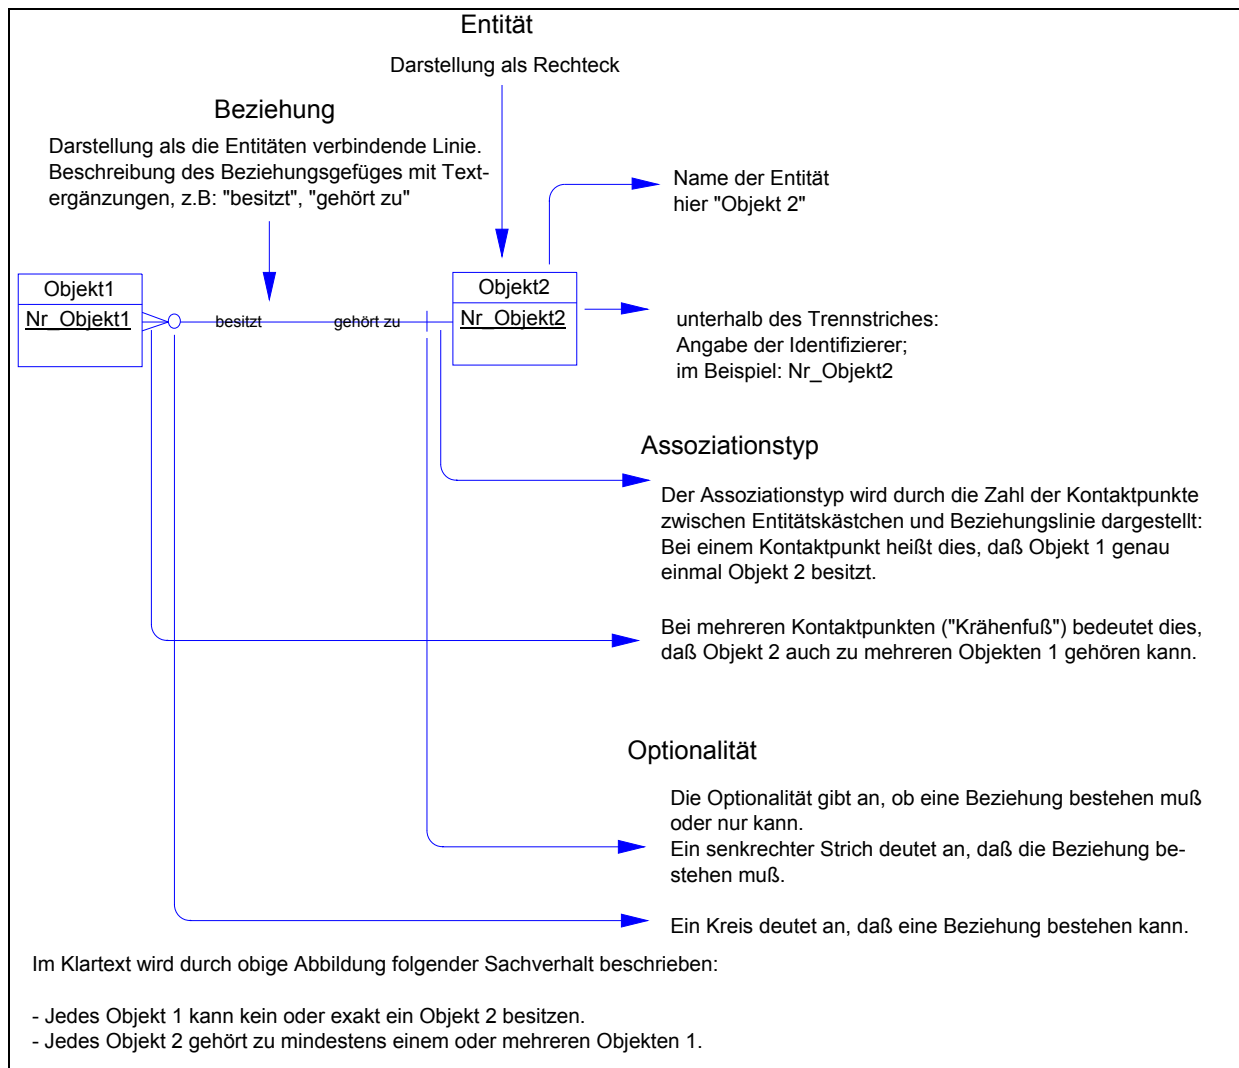 Entität
Darstellung als Rechteck
Beziehung
Darstellung als die Entitäten verbindende Linie.
Beschreibung des Beziehungsgefüges mit Text-
ergänzungen, z.B: "besitzt", "gehört zu"
Name der Entität
hier "Objekt 2"
Objekt1
Nr_Objekt1
besitzt
gehört zu
Objekt2
Nr_Objekt2
unterhalb des Trennstriches:
Angabe der Identifizierer;
im Beispiel: Nr_Objekt2
Assoziationstyp
Der Assoziationstyp wird durch die Zahl der Kontaktpunkte
zwischen Entitätskästchen und Beziehungslinie dargestellt:
Bei einem Kontaktpunkt heißt dies, daß Objekt 1 genau
einmal Objekt 2 besitzt.
Bei mehreren Kontaktpunkten ("Krähenfuß") bedeutet dies,
daß Objekt 2 auch zu mehreren Objekten 1 gehören kann.
Optionalität
Die Optionalität gibt an, ob eine Beziehung bestehen muß
oder nur kann.
Ein senkrechter Strich deutet an, daß die Beziehung be-
stehen muß.
Ein Kreis deutet an, daß eine Beziehung bestehen kann.
Im Klartext wird durch obige Abbildung folgender Sachverhalt beschrieben:
- Jedes Objekt 1 kann kein oder exakt ein Objekt 2 besitzen.
- Jedes Objekt 2 gehört zu mindestens einem oder mehreren Objekten 1.